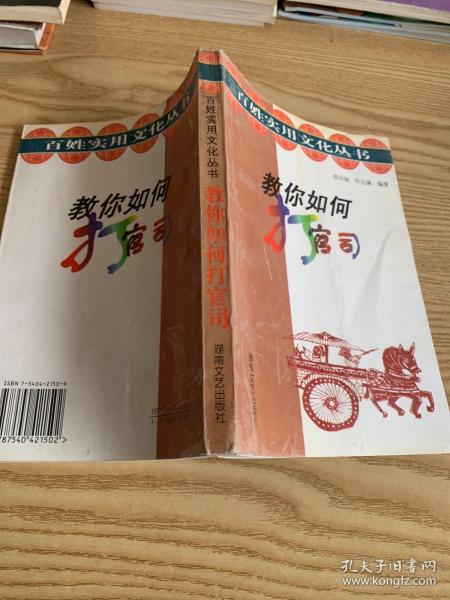 百姓实用文化丛书
教你如何
打官司
ISBN 7-5404-2150-9
787540421502>
百姓实用文化丛书
教你如何打官司
湖南文艺出版社
百姓实用文化丛书
编著
教你如何
打官司
孔夫子旧书网
www.kongfz.com